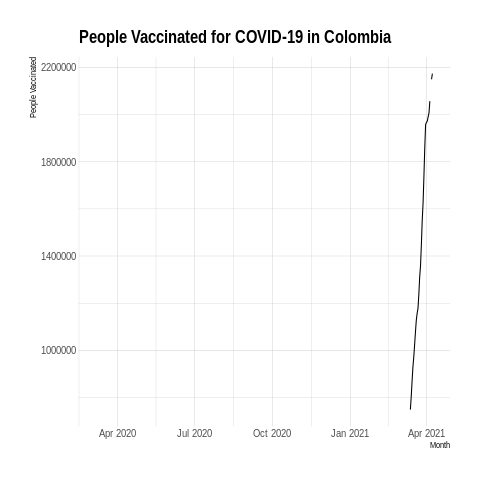 People Vaccinated for COVID-19 in Colombia
People Vaccinated
2200000
1800000
1400000
1000000
Apr 2020 Jul 2020 Oct 2020 Jan 2021 Apr 2021
Month